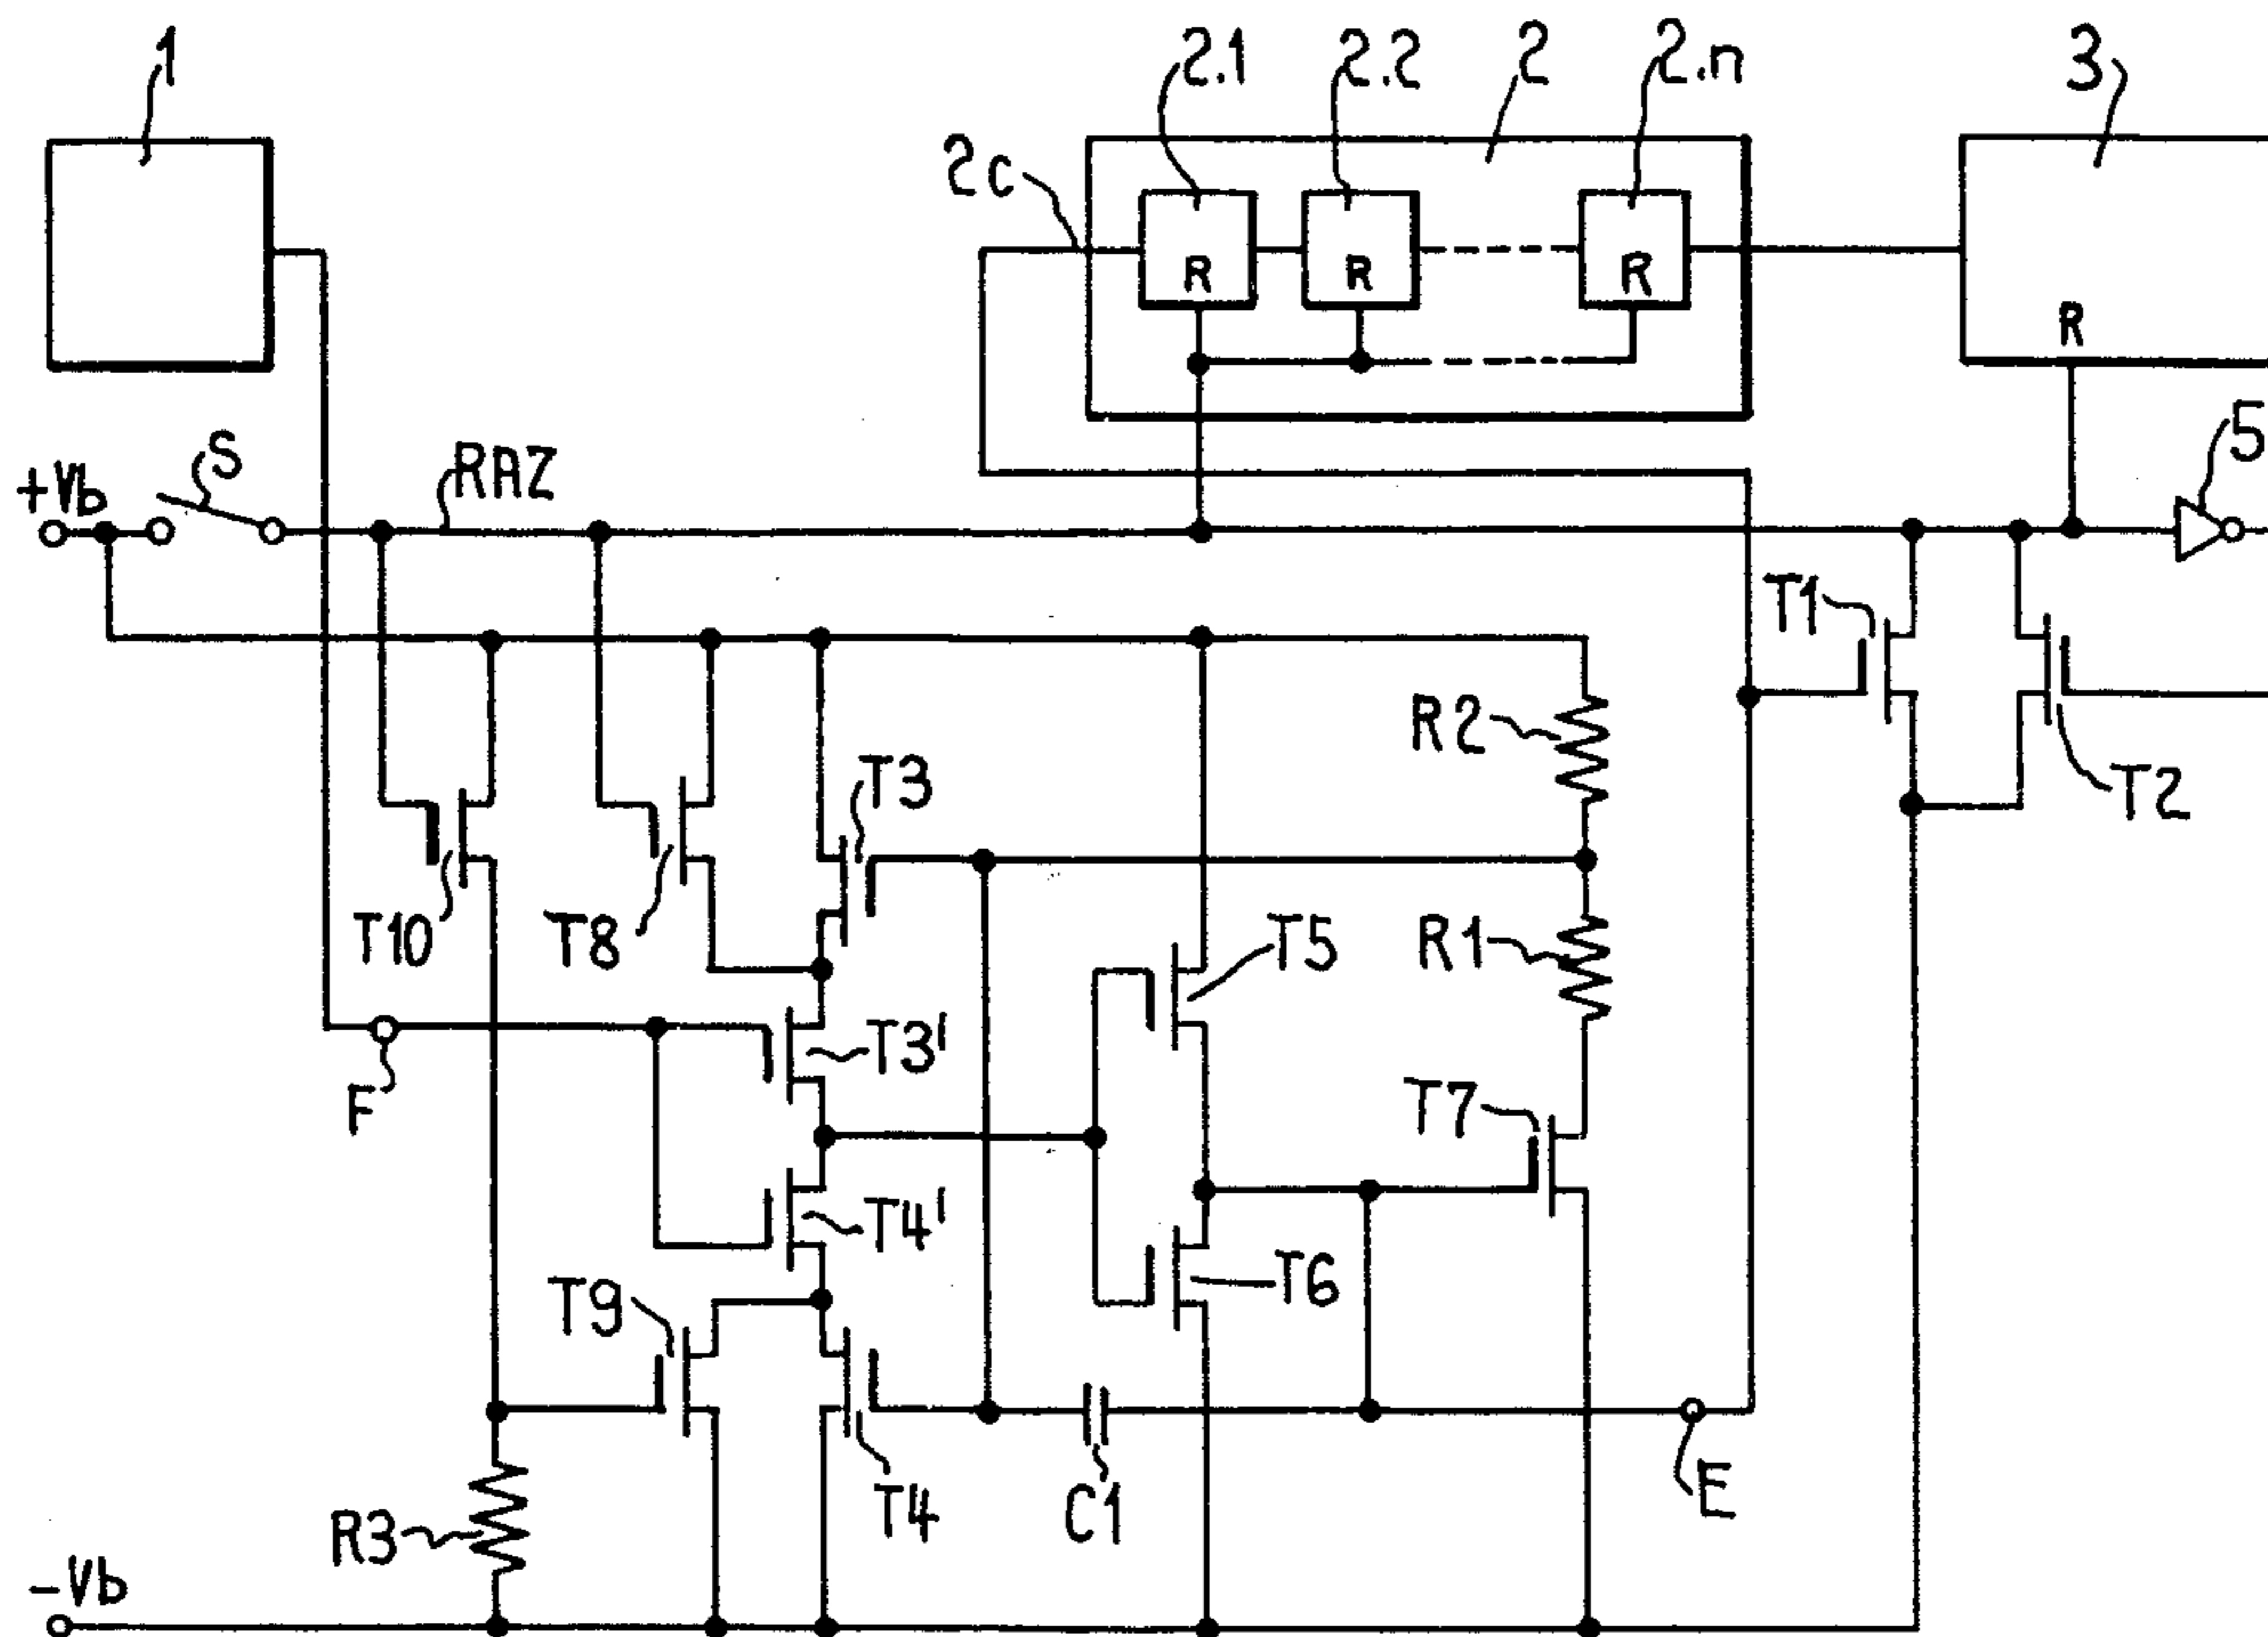 1
2.1
2.2
2
2.n
3
2c
R
R
R
R
S
RAZ
5
+Vb
T1
R2
T3
T2
T10
T8
T5
R1
T3'
F
T7
T4'
T9
T6
R3
T4
C1
E
-Vb